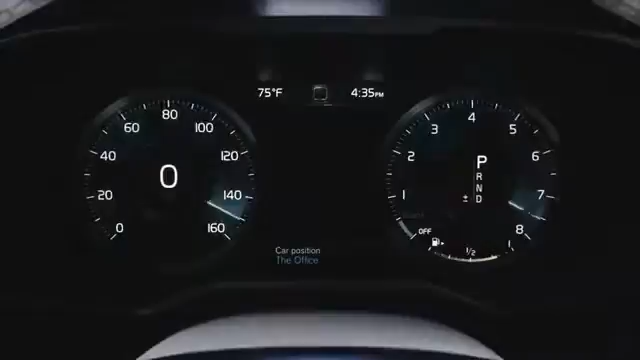 75°F 4:35PM
80
60 100
40 120
20 140
0 160
0
4
3 5
2 6
1 7
8
P
R
N
± D
OFF
1/2 1
Car position
The Office